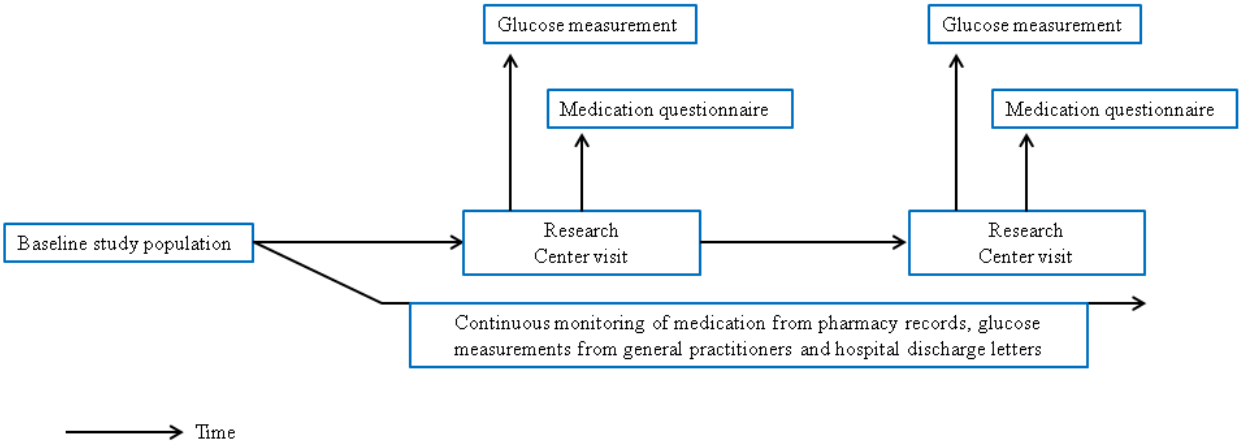 Glucose measurement
Glucose measurement
Medication questionnaire
Medication questionnaire
Baseline study population
Research
Center visit
Research
Center visit
Continuous monitoring of medication from pharmacy records, glucose
measurements from general practitioners and hospital discharge letters
Time